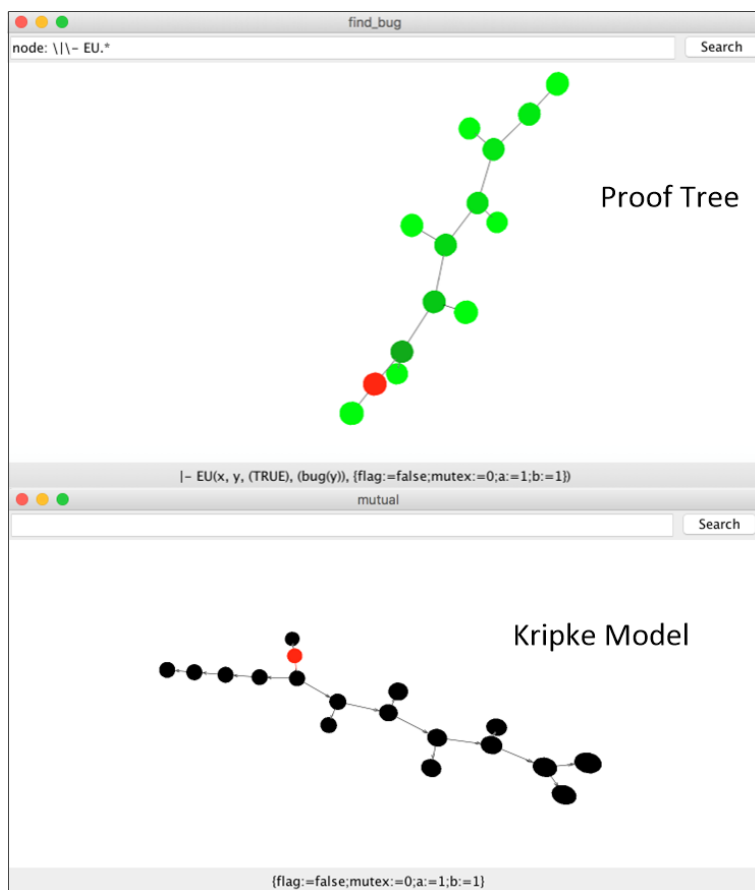 find_bug
node: \|\- EU.*
Search
Proof Tree
|- EU(x, y, (TRUE), (bug(y)), {flag:=false;mutex:=0;a:=1;b:=1})
mutual
Search
Kripke Model
{flag:=false;mutex:=0;a:=1;b:=1}